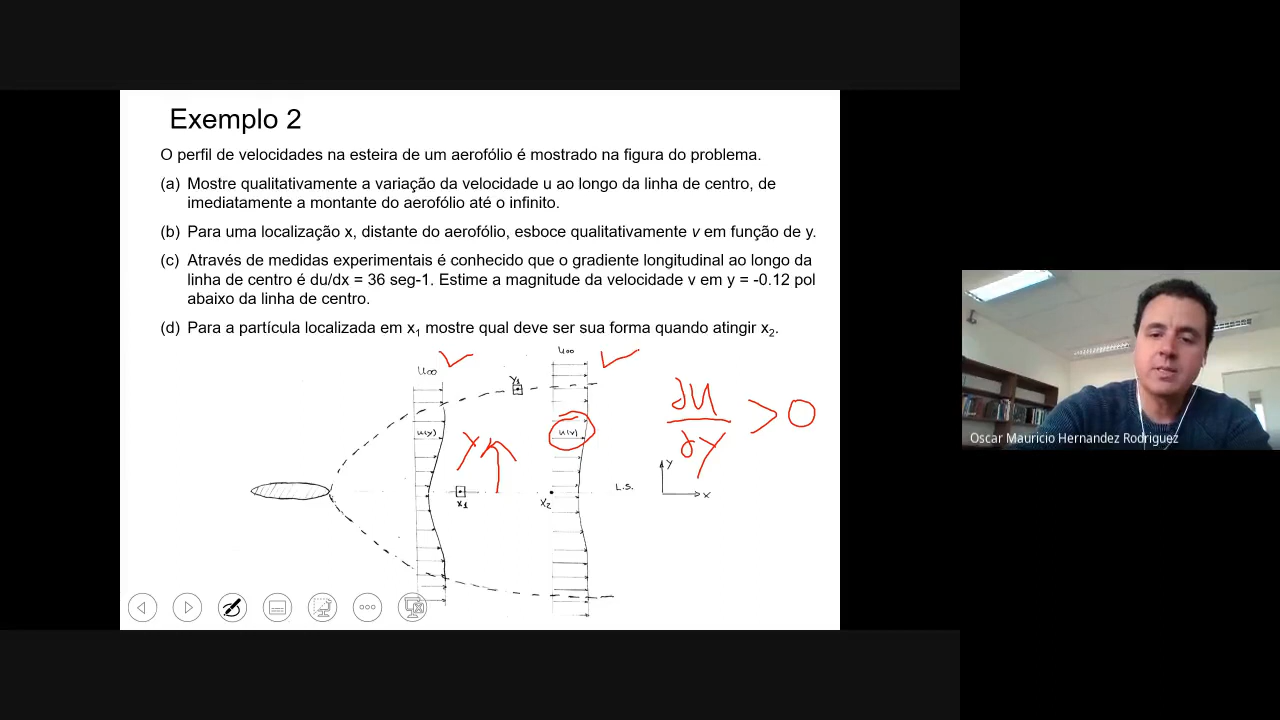 Exemplo 2
O perfil de velocidades na esteira de um aerofólio é mostrado na figura do problema.
(a) Mostre qualitativamente a variação da velocidade u ao longo da linha de centro, de
imediatamente a montante do aerofólio até o infinito.
(b) Para uma localização x, distante do aerofólio, esboce qualitativamente v em função de y.
(c) Através de medidas experimentais é conhecido que o gradiente longitudinal ao longo da
linha de centro é du/dx = 36 seg-1. Estime a magnitude da velocidade v em y = -0.12 pol
abaixo da linha de centro.
(d) Para a partícula localizada em x₁ mostre qual deve ser sua forma quando atingir x₂.
U∞
U∞
Y1
u(y)
u(y)
Y
∂u/∂y > 0
Y
x
L.S.
X1
X2
Oscar Mauricio Hernandez Rodriguez